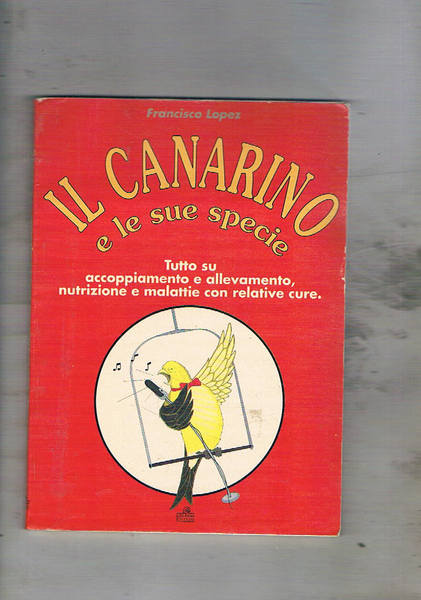 Francisco Lopez
IL CANARINO
e le sue specie
Tutto su
accoppiamento e allevamento,
nutrizione e malattie con relative cure.